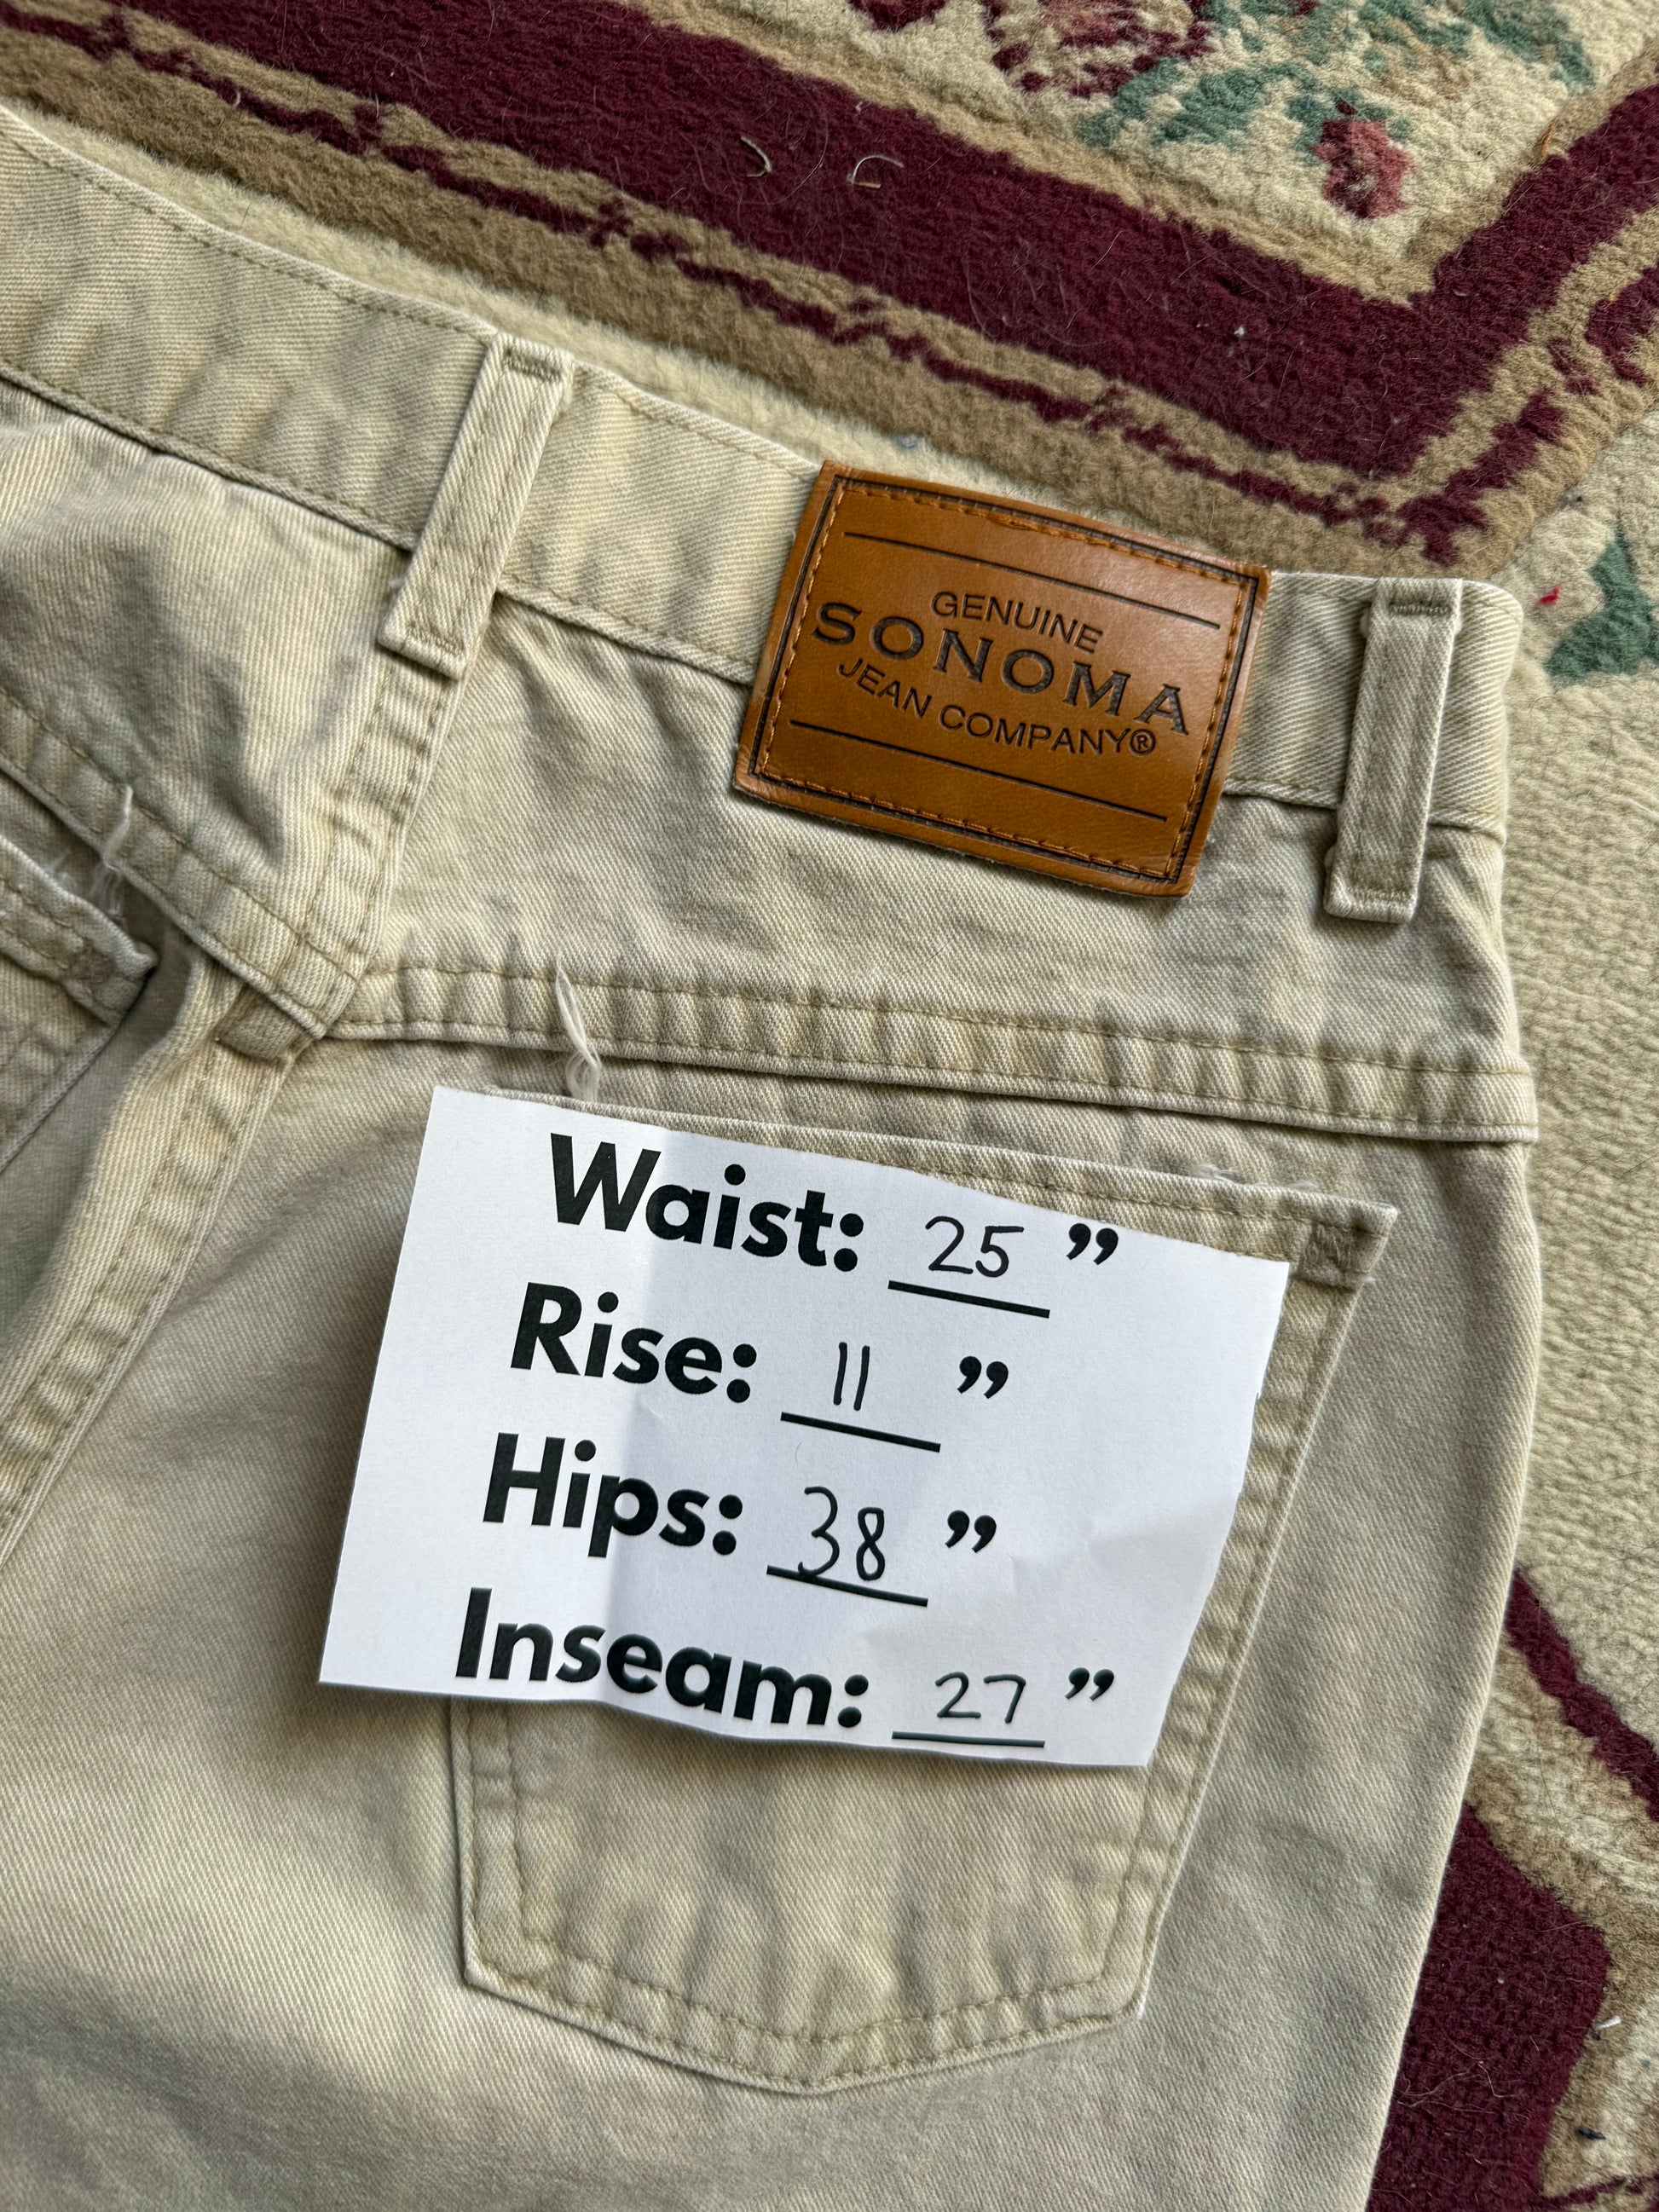 GENUINE
SONOMA
JEAN COMPANY®
Waist: 25 ”
Rise: 11 ”
Hips: 38 ”
Inseam: 27 ”